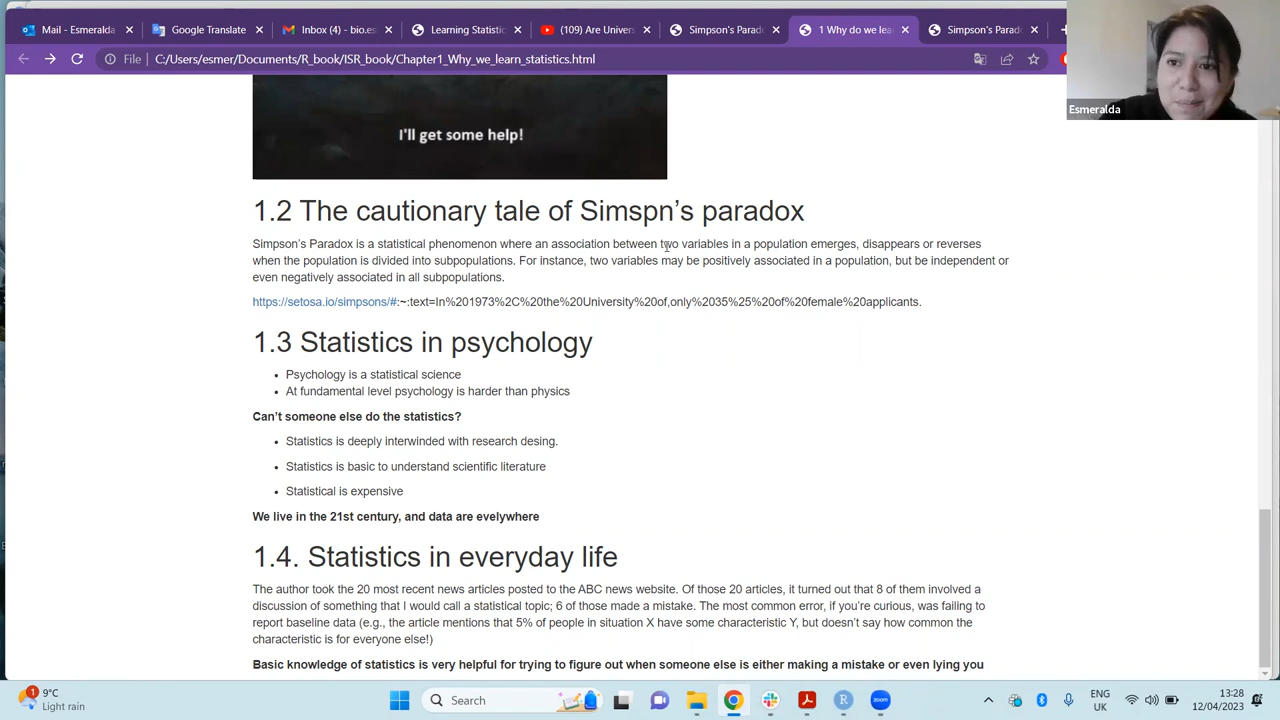 Mail - Esmeralda
Google Translate
Inbox (4) - bio.es
Learning Statistic
(109) Are Univers
Simpson's Parad
1 Why do we lea
Simpson's Parad
File
C:/Users/esmer/Documents/R_book/ISR_book/Chapter1_Why_we_learn_statistics.html
Esmeralda
I'll get some help!
1.2 The cautionary tale of Simspn's paradox
Simpson's Paradox is a statistical phenomenon where an association between two variables in a population emerges, disappears or reverses
when the population is divided into subpopulations. For instance, two variables may be positively associated in a population, but be independent or
even negatively associated in all subpopulations.
https://setosa.io/simpsons/#:~:text=In%201973%2C%20the%20University%20of,only%2035%25%20of%20female%20applicants.
1.3 Statistics in psychology
• Psychology is a statistical science
• At fundamental level psychology is harder than physics
Can't someone else do the statistics?
• Statistics is deeply interwinded with research desing.
• Statistics is basic to understand scientific literature
• Statistical is expensive
We live in the 21st century, and data are evelywhere
1.4. Statistics in everyday life
The author took the 20 most recent news articles posted to the ABC news website. Of those 20 articles, it turned out that 8 of them involved a
discussion of something that I would call a statistical topic; 6 of those made a mistake. The most common error, if you're curious, was failing to
report baseline data (e.g., the article mentions that 5% of people in situation X have some characteristic Y, but doesn't say how common the
characteristic is for everyone else!)
Basic knowledge of statistics is very helpful for trying to figure out when someone else is either making a mistake or even lying you
1
9°C
Light rain
Search
zoom
ENG
UK
13:28
12/04/2023